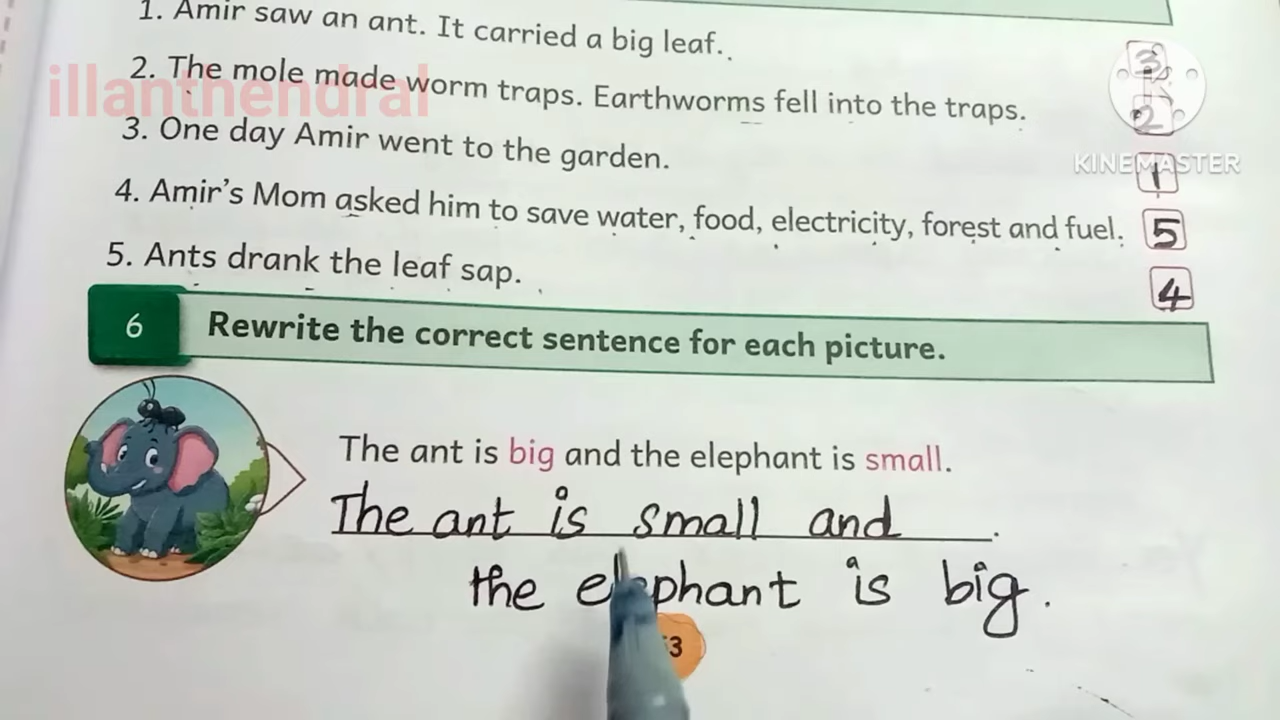 1. Amir saw an ant. It carried a big leaf. 3
2. The mole made worm traps. Earthworms fell into the traps. 2
3. One day Amir went to the garden. 1
4. Amir's Mom asked him to save water, food, electricity, forest and fuel. 5
5. Ants drank the leaf sap. 4
illanthendral
K
KINEMASTER
6 Rewrite the correct sentence for each picture.
The ant is big and the elephant is small.
The ant is small and
the elephant is big.